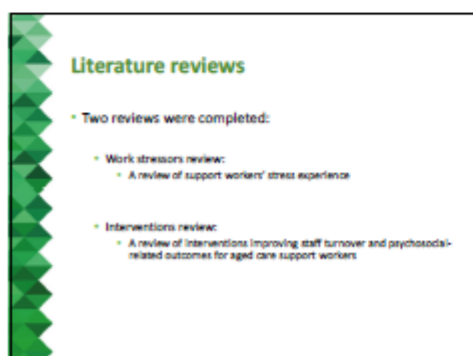 Literature reviews
• Two reviews were completed:
• Work stressors review:
• A review of support workers' stress experience
• Interventions review:
• A review of interventions improving staff turnover and psychosocial-
related outcomes for aged care support workers